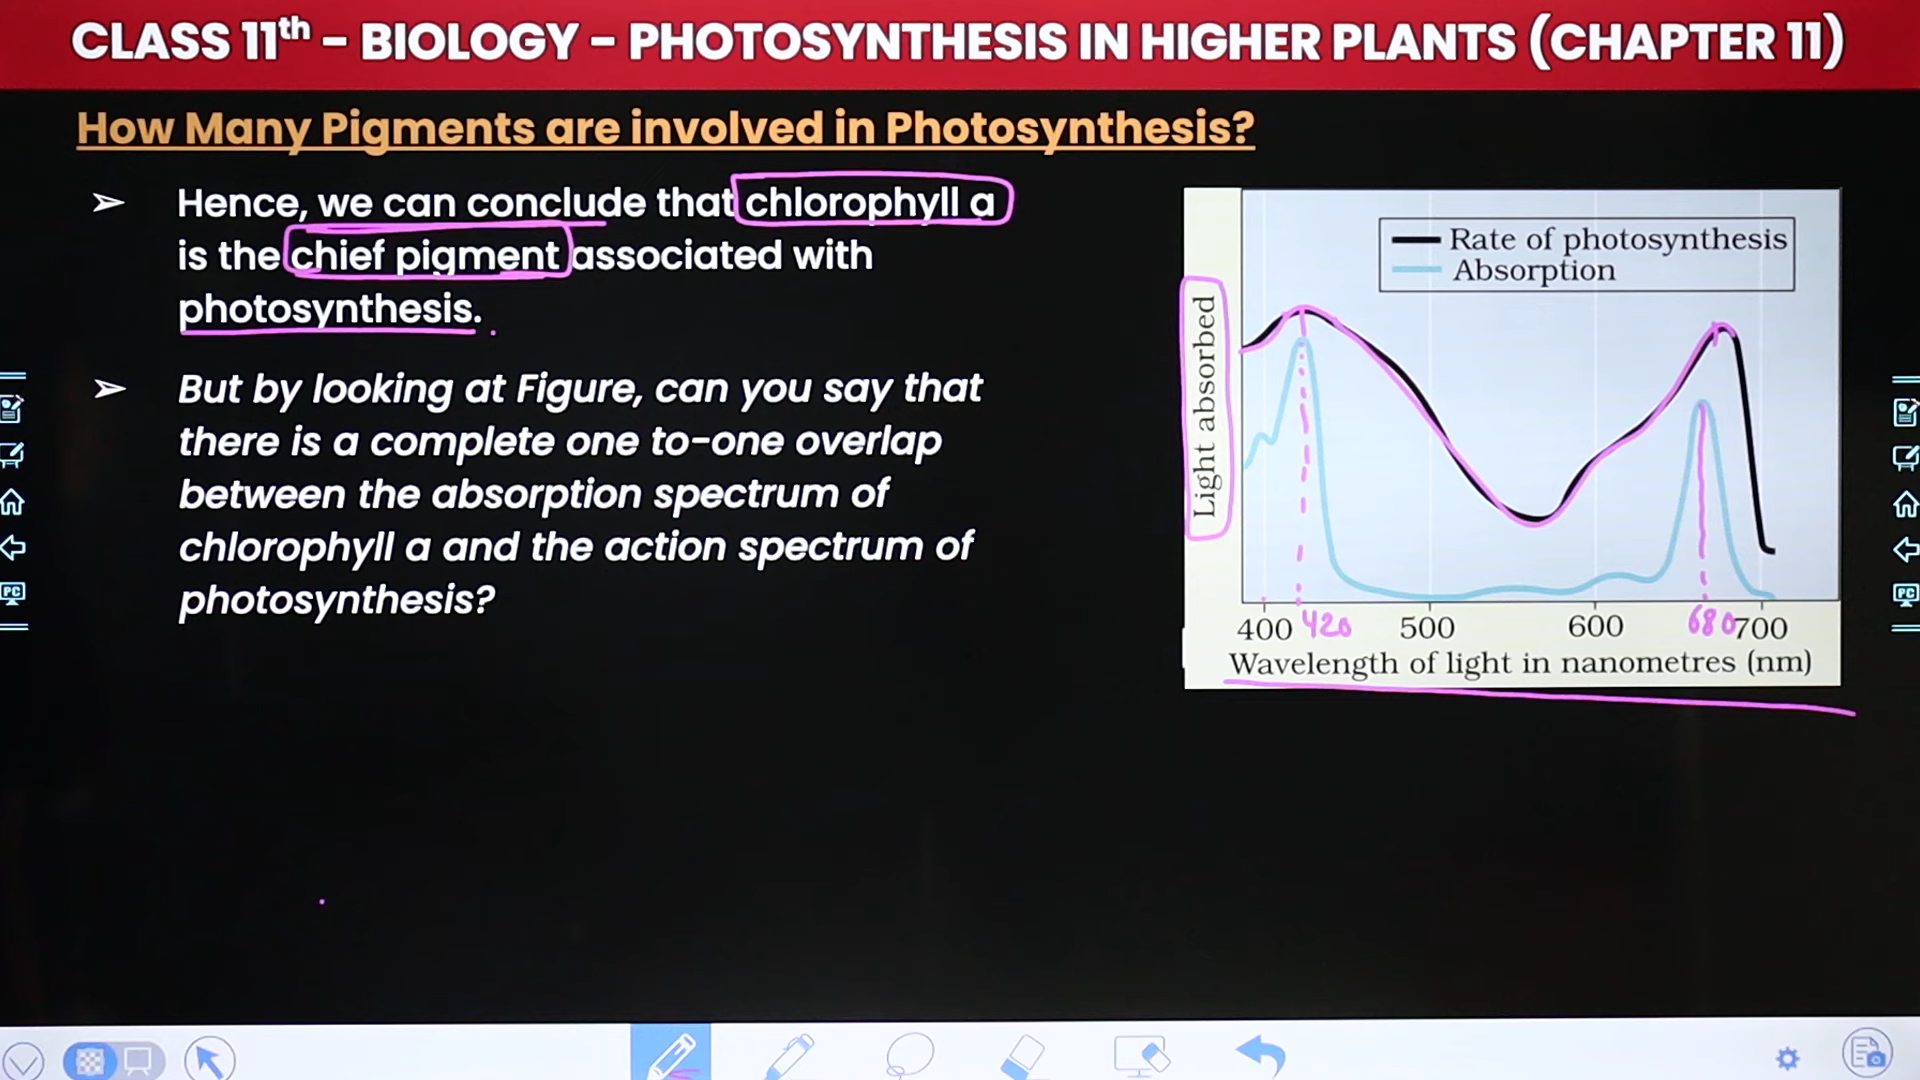 CLASS 11th - BIOLOGY - PHOTOSYNTHESIS IN HIGHER PLANTS (CHAPTER 11)
How Many Pigments are involved in Photosynthesis?
➢ Hence, we can conclude that chlorophyll a
is the chief pigment associated with
photosynthesis.
➢ But by looking at Figure, can you say that
there is a complete one to-one overlap
between the absorption spectrum of
chlorophyll a and the action spectrum of
photosynthesis?
Rate of photosynthesis
Absorption
Light absorbed
400 420 500 600 680 700
Wavelength of light in nanometres (nm)
PC
PC